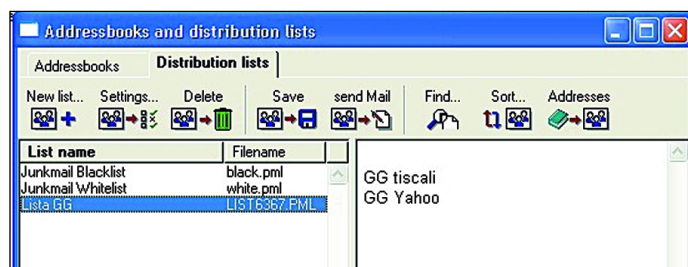 Addressbooks and distribution lists
Addressbooks Distribution lists
New list... Settings... Delete Save send Mail Find... Sort... Addresses
List name Filename
Junkmail Blacklist black.pml
Junkmail Whitelist white.pml
Lista GG LIST6367.PML
GG tiscali
GG Yahoo